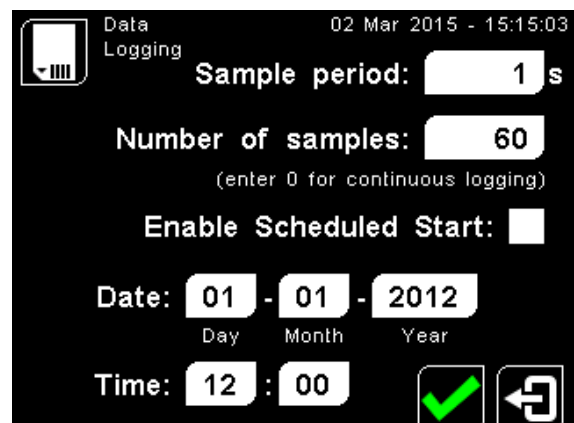 Data 02 Mar 2015 - 15:15:03
Logging
Sample period: 1 s
Number of samples: 60
(enter 0 for continuous logging)
Enable Scheduled Start:
Date: 01 - 01 - 2012
Day Month Year
Time: 12 : 00